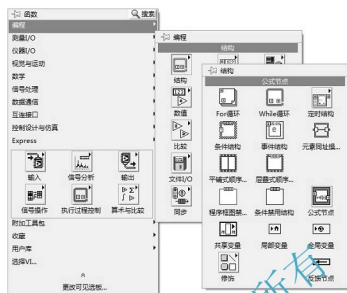 函数
搜索
编程
测量I/O
仪器I/O
视觉与运动
数学
信号处理
数据通信
互连接口
控制设计与仿真
Express
输入 信号分析 输出
信号操作 执行过程控制 算术与比较
附加工具包
收藏
用户库
选择VI...
更改可见选板...
编程
结构
结构
数值
比较
文件I/O
同步
结构
公式节点
For循环 While循环 定时结构
条件结构 事件结构 元素同址操...
平铺式顺序... 层叠式顺序...
程序框图禁... 条件禁用结构 公式节点
共享变量 局部变量 全局变量
修饰 反馈节点
所有